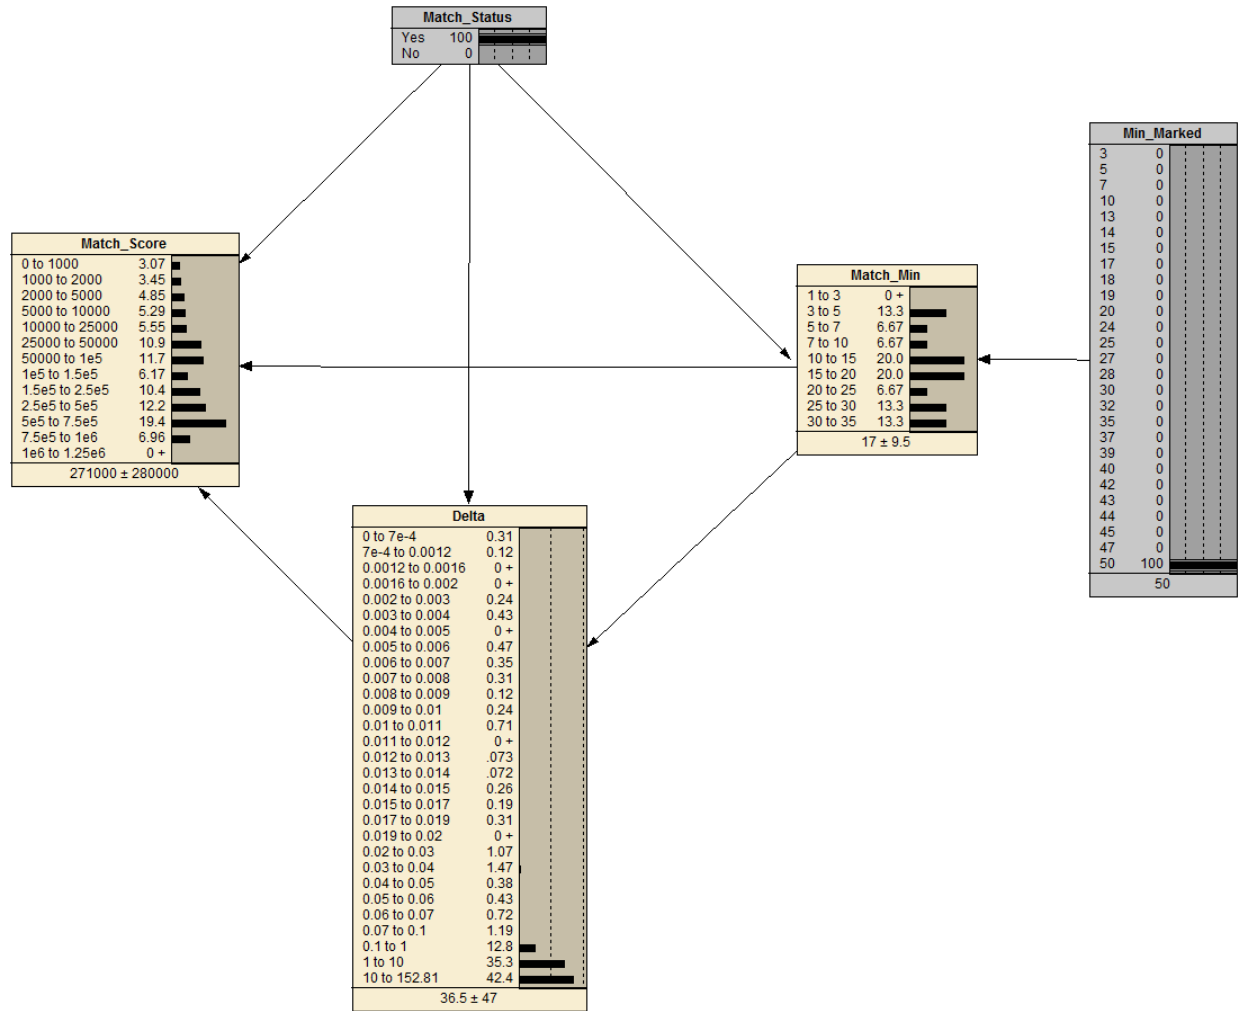 Match_Status
Yes 100
No 0
Min_Marked
3 0
5 0
7 0
10 0
13 0
14 0
15 0
17 0
18 0
19 0
20 0
24 0
25 0
27 0
28 0
30 0
32 0
35 0
37 0
39 0
40 0
42 0
43 0
44 0
45 0
47 0
50 100
50
Match_Score
0 to 1000 3.07
1000 to 2000 3.45
2000 to 5000 4.85
5000 to 10000 5.29
10000 to 25000 5.55
25000 to 50000 10.9
50000 to 1e5 11.7
1e5 to 1.5e5 6.17
1.5e5 to 2.5e5 10.4
2.5e5 to 5e5 12.2
5e5 to 7.5e5 19.4
7.5e5 to 1e6 6.96
1e6 to 1.25e6 0 +
271000 ± 280000
Match_Min
1 to 3 0 +
3 to 5 13.3
5 to 7 6.67
7 to 10 6.67
10 to 15 20.0
15 to 20 20.0
20 to 25 6.67
25 to 30 13.3
30 to 35 13.3
17 ± 9.5
Delta
0 to 7e-4 0.31
7e-4 to 0.0012 0.12
0.0012 to 0.0016 0 +
0.0016 to 0.002 0 +
0.002 to 0.003 0.24
0.003 to 0.004 0.43
0.004 to 0.005 0 +
0.005 to 0.006 0.47
0.006 to 0.007 0.35
0.007 to 0.008 0.31
0.008 to 0.009 0.12
0.009 to 0.01 0.24
0.01 to 0.011 0.71
0.011 to 0.012 0 +
0.012 to 0.013 .073
0.013 to 0.014 .072
0.014 to 0.015 0.26
0.015 to 0.017 0.19
0.017 to 0.019 0.31
0.019 to 0.02 0 +
0.02 to 0.03 1.07
0.03 to 0.04 1.47
0.04 to 0.05 0.38
0.05 to 0.06 0.43
0.06 to 0.07 0.72
0.07 to 0.1 1.19
0.1 to 1 12.8
1 to 10 35.3
10 to 152.81 42.4
36.5 ± 47